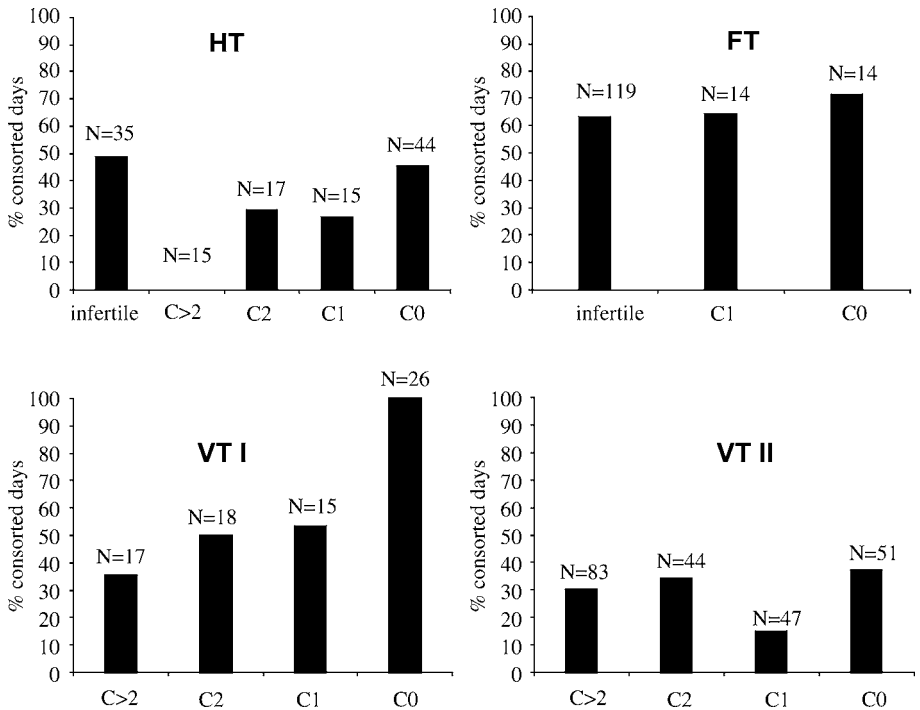 HT
% consorted days
100
90
80
70
60
50
40
30
20
10
0
N=35
N=15
N=17
N=15
N=44
infertile C>2 C2 C1 C0
FT
% consorted days
100
90
80
70
60
50
40
30
20
10
0
N=119
N=14
N=14
infertile C1 C0
VT I
% consorted days
100
90
80
70
60
50
40
30
20
10
0
N=17
N=18
N=15
N=26
C>2 C2 C1 C0
VT II
% consorted days
100
90
80
70
60
50
40
30
20
10
0
N=83
N=44
N=47
N=51
C>2 C2 C1 C0